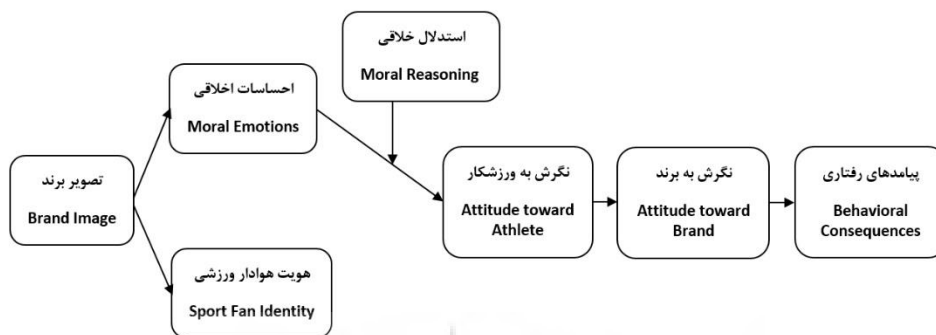 استدلال خلاقی
Moral Reasoning
احساسات اخلاقی
Moral Emotions
تصویر برند
Brand Image
نگرش به ورزشکار
Attitude toward
Athlete
نگرش به برند
Attitude toward
Brand
پیامدهای رفتاری
Behavioral
Consequences
هویت هوادار ورزشی
Sport Fan Identity